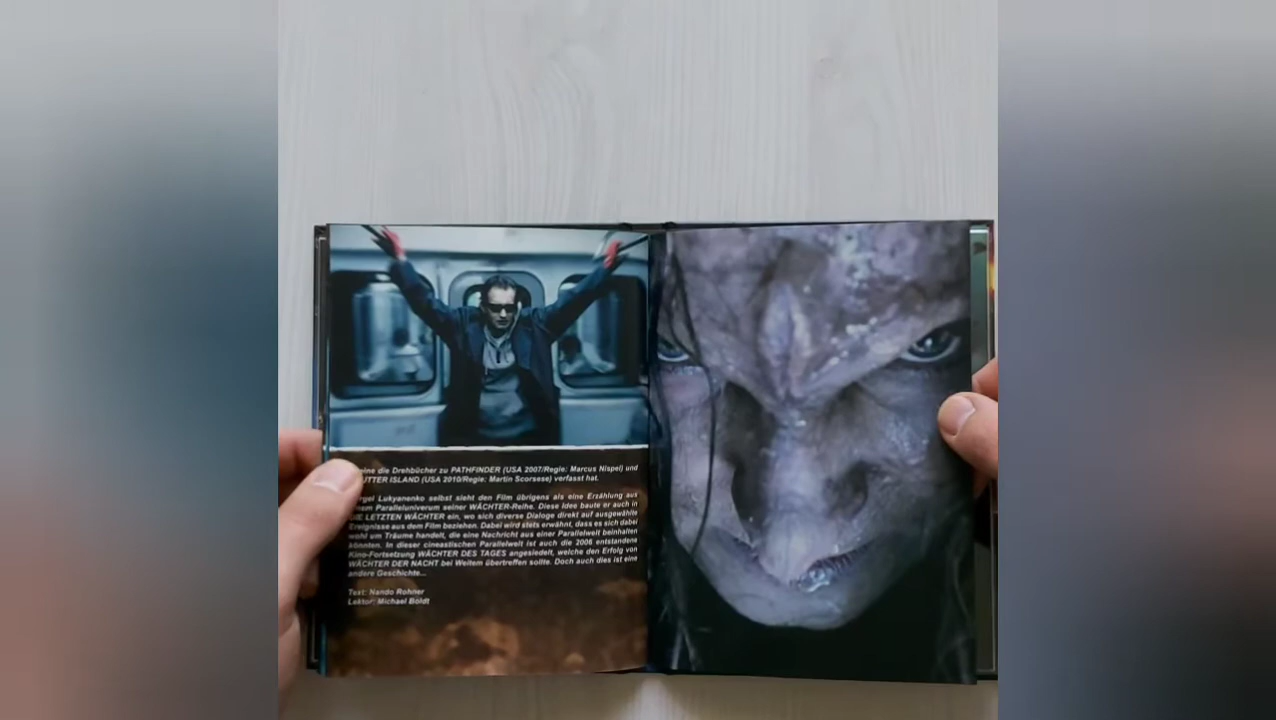 eine die Drehbücher zu PATHFINDER (USA 2007/Regie: Marcus Nispel) und
UTTER ISLAND (USA 2010/Regie: Martin Scorsese) verfasst hat.
rgei Lukyanenko selbst sieht den Film übrigens als eine Erzählung aus
nem Paralleluniverum seiner WÄCHTER-Reihe. Diese Idee baute er auch in
DIE LETZTEN WÄCHTER ein, wo sich diverse Dialoge direkt auf ausgewählte
Ereignisse aus dem Film beziehen. Dabei wird stets erwähnt, dass es sich dabei
wohl um Träume handelt, die eine Nachricht aus einer Parallelwelt beinhalten
könnten. In dieser cineastischen Parallelwelt ist auch die 2006 entstandene
Kino-Fortsetzung WÄCHTER DES TAGES angesiedelt, welche den Erfolg von
WÄCHTER DER NACHT bei Weitem übertreffen sollte. Doch auch dies ist eine
andere Geschichte...
Text: Nando Rohner
Lektor: Michael Boldt